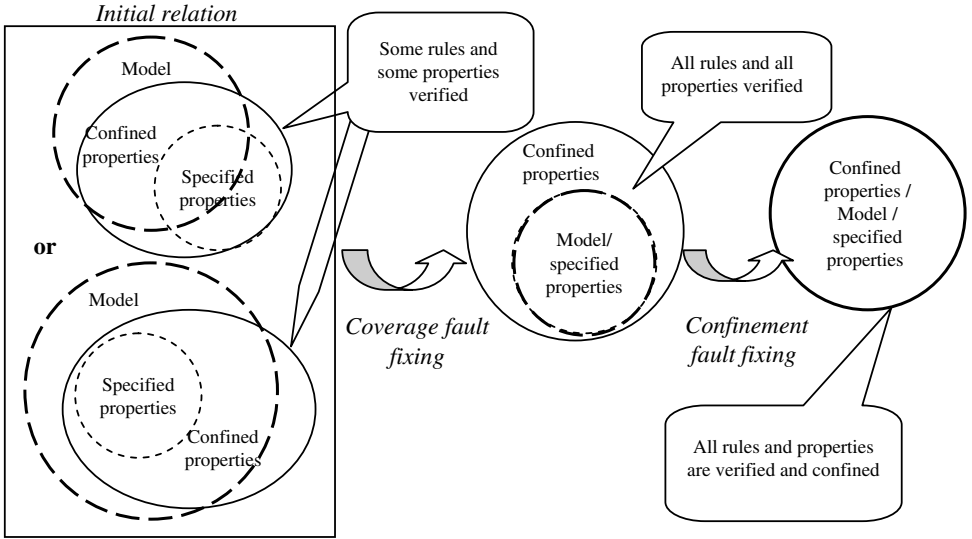 Initial relation
Model
Confined
properties
Specified
properties
or
Model
Specified
properties
Confined
properties
Some rules and
some properties
verified
Coverage fault
fixing
Confined
properties
Model/
specified
properties
All rules and all
properties verified
Confinement
fault fixing
Confined
properties /
Model /
specified
properties
All rules and properties
are verified and confined